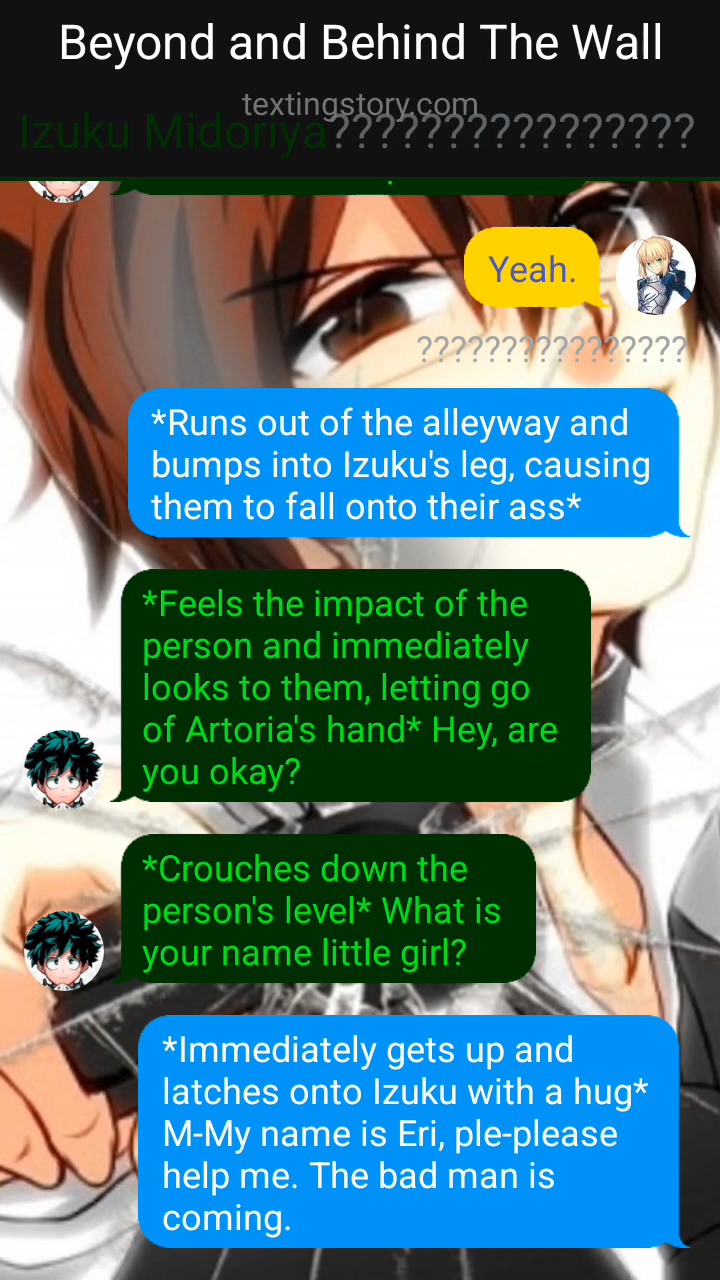 Beyond and Behind The Wall
textingstory.com
Izuku Midoriya????????????????
Yeah.
????????????????
*Runs out of the alleyway and
bumps into Izuku's leg, causing
them to fall onto their ass*
*Feels the impact of the
person and immediately
looks to them, letting go
of Artoria's hand* Hey, are
you okay?
*Crouches down the
person's level* What is
your name little girl?
*Immediately gets up and
latches onto Izuku with a hug*
M-My name is Eri, ple-please
help me. The bad man is
coming.